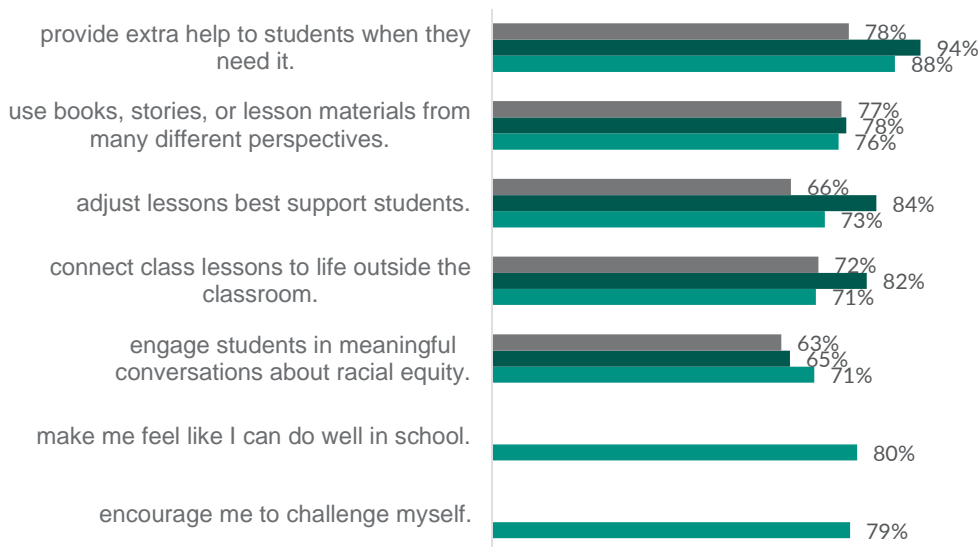 provide extra help to students when they
need it.
78%
94%
88%
use books, stories, or lesson materials from
many different perspectives.
77%
78%
76%
adjust lessons best support students.
66%
84%
73%
connect class lessons to life outside the
classroom.
72%
82%
71%
engage students in meaningful
conversations about racial equity.
63%
65%
71%
make me feel like I can do well in school.
80%
encourage me to challenge myself.
79%